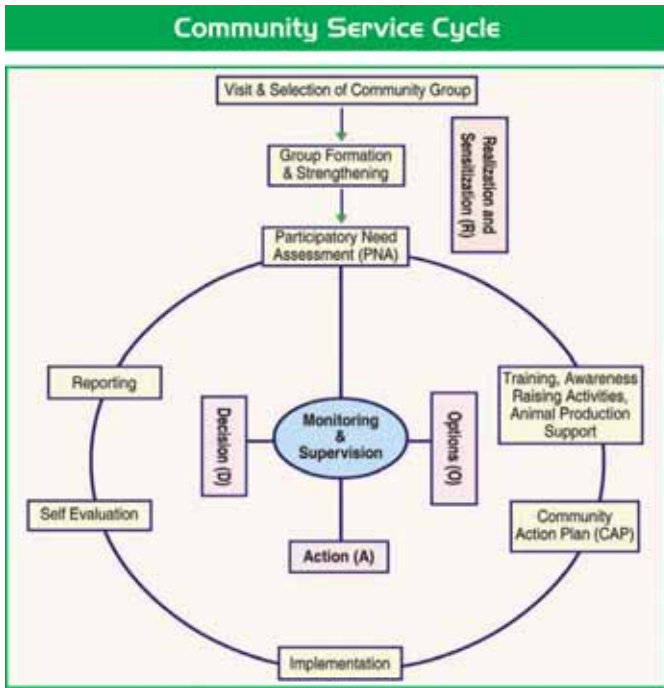 Community Service Cycle
Visit & Selection of Community Group
Group Formation
& Strengthening
Realization and
Sensitization (R)
Participatory Need
Assessment (PNA)
Reporting
Training, Awareness
Raising Activities,
Animal Production
Support
Decision (D)
Monitoring
&
Supervision
Options (O)
Self Evaluation
Community
Action Plan (CAP)
Action (A)
Implementation